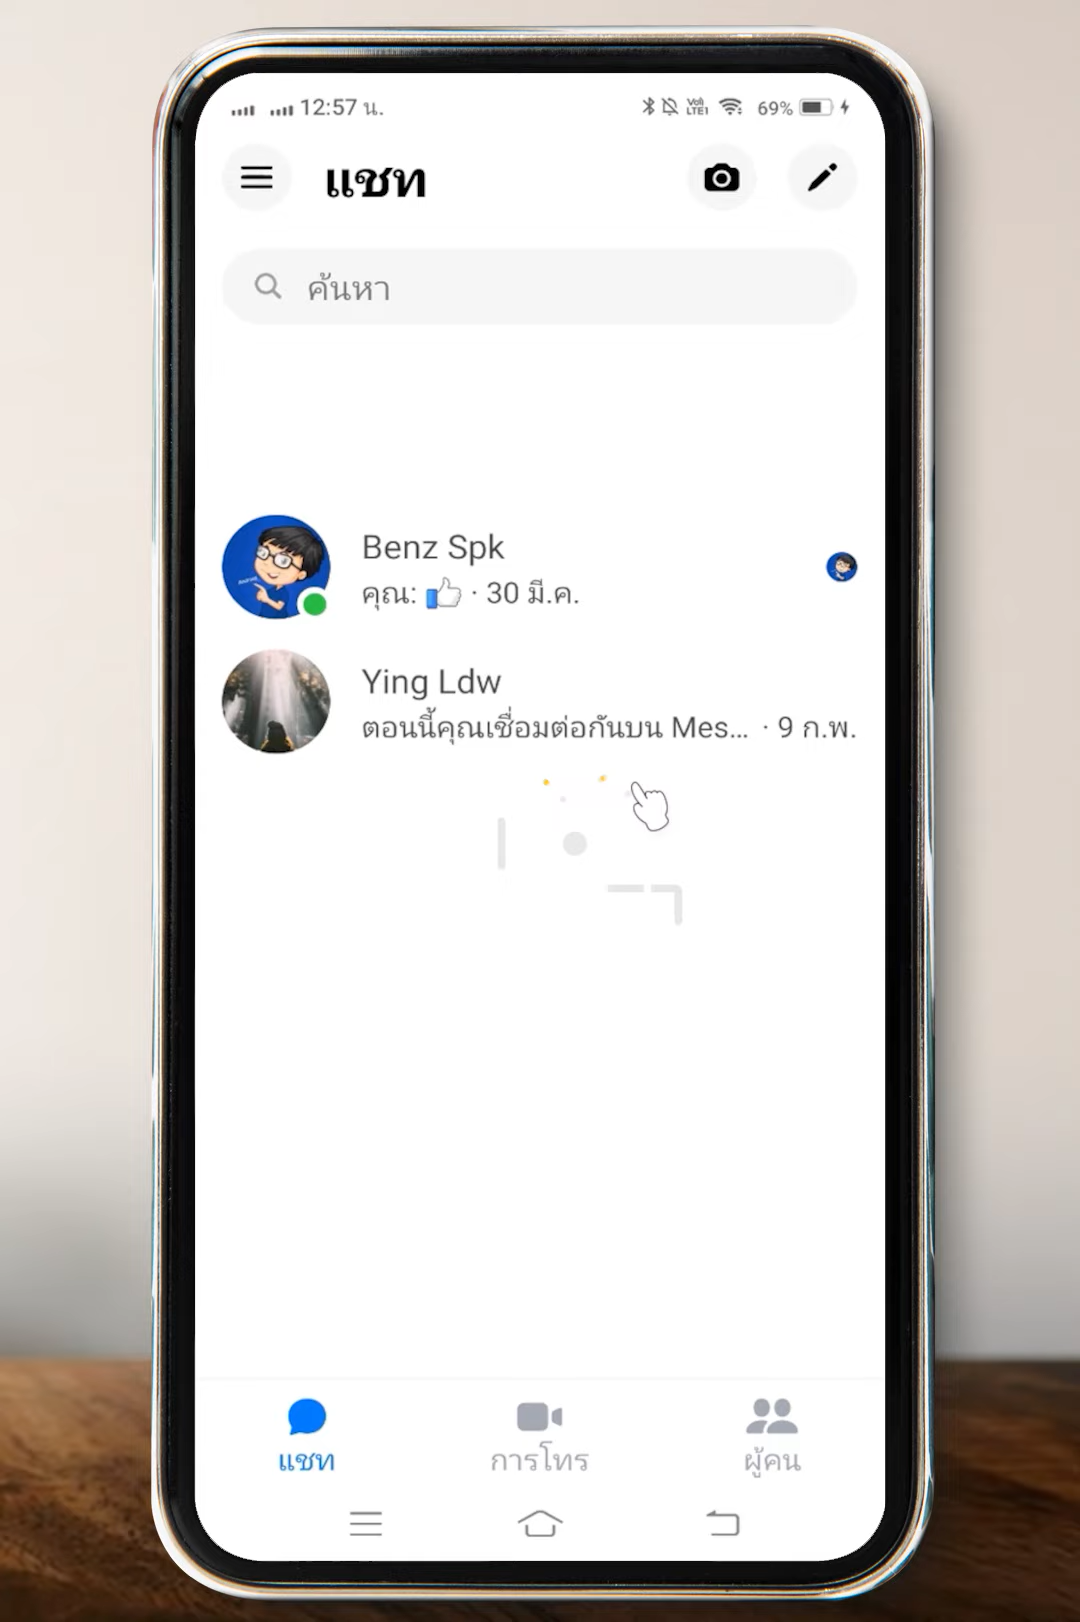 12:57 น.
69%
แชท
ค้นหา
Benz Spk
คุณ: 👍 · 30 มี.ค.
Ying Ldw
ตอนนี้คุณเชื่อมต่อกันบน Mes... · 9 ก.พ.
แชท
การโทร
ผู้คน